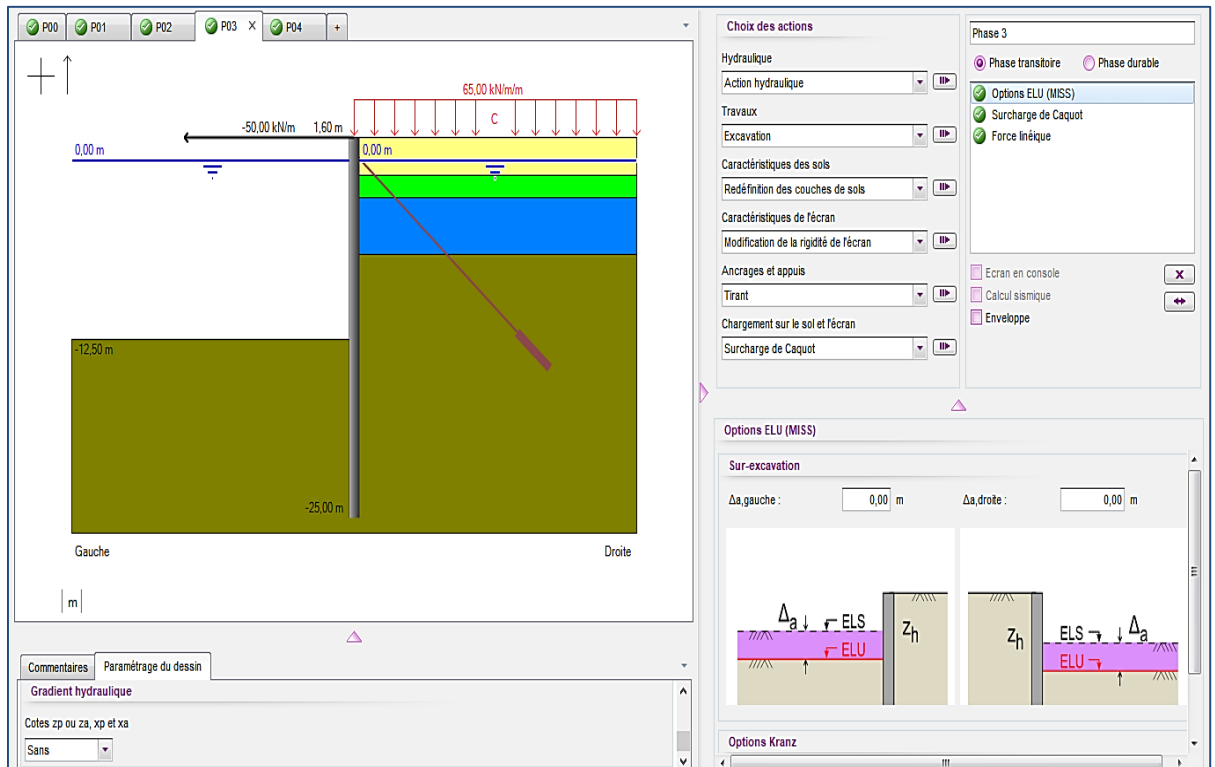 P00
P01
P02
P03 X
P04
+
65,00 kN/m/m
C
-50,00 kN/m
1,60 m
0,00 m
0,00 m
-12,50 m
-25,00 m
Gauche
Droite
m
Commentaires
Paramétrage du dessin
Gradient hydraulique
Cotes zp ou za, xp et xa
Sans
Choix des actions
Hydraulique
Action hydraulique
Travaux
Excavation
Caractéristiques des sols
Redéfinition des couches de sols
Caractéristiques de l'écran
Modification de la rigidité de l'écran
Ancrages et appuis
Tirant
Chargement sur le sol et l'écran
Surcharge de Caquot
Phase 3
Phase transitoire
Phase durable
Options ELU (MISS)
Surcharge de Caquot
Force linéique
Ecran en console
Calcul sismique
Enveloppe
Options ELU (MISS)
Sur-excavation
Δa,gauche :
0,00 m
Δa,droite :
0,00 m
Δa
ELS
ELU
Zh
Zh
ELS
Δa
ELU
Options Kranz